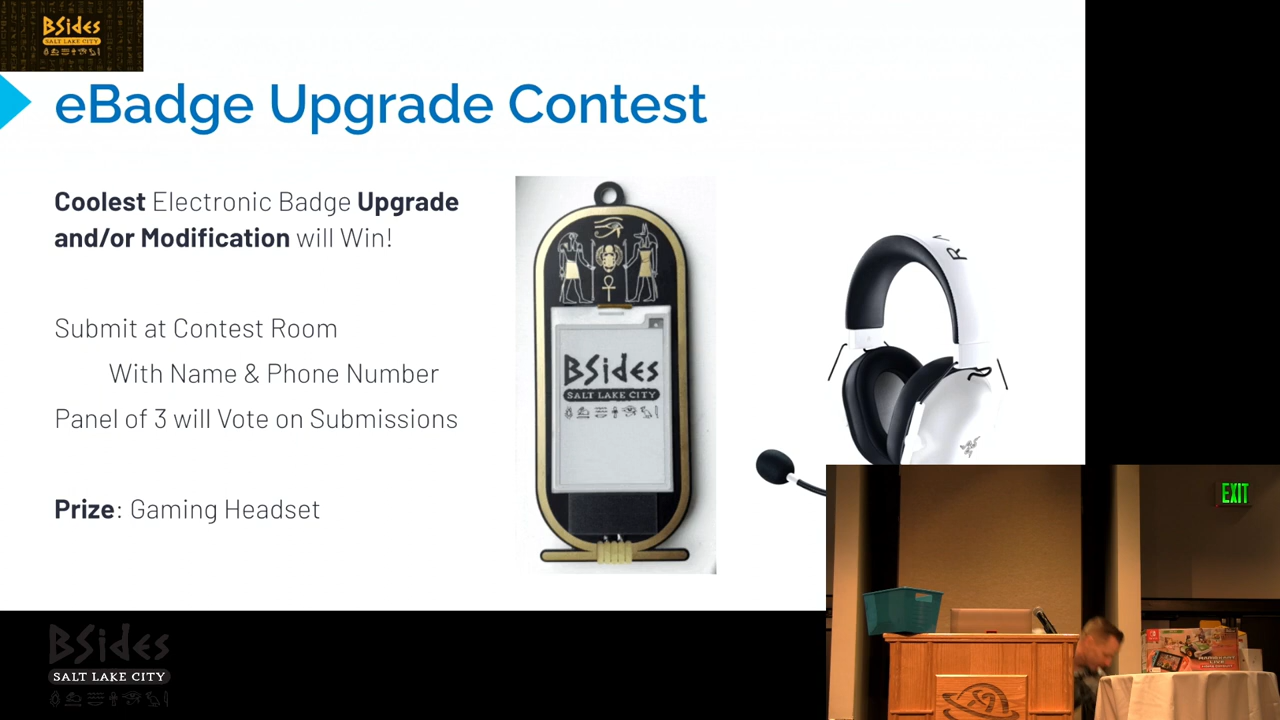 BSides
SALT LAKE CITY
eBadge Upgrade Contest
Coolest Electronic Badge Upgrade
and/or Modification will Win!
Submit at Contest Room
With Name & Phone Number
Panel of 3 will Vote on Submissions
Prize: Gaming Headset
BSides
SALT LAKE CITY
EXIT
BSides
SALT LAKE CITY